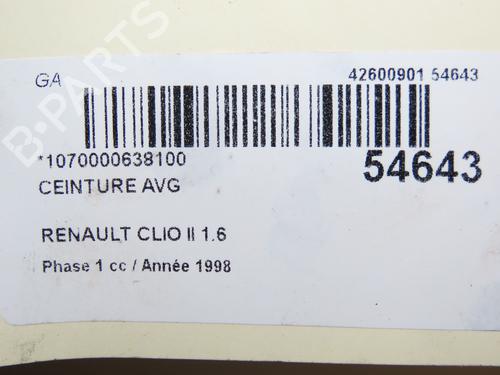 GA
42600901 54643
*1070000638100
54643
CEINTURE AVG
RENAULT CLIO II 1.6
Phase 1 cc / Année 1998
B-PARTS